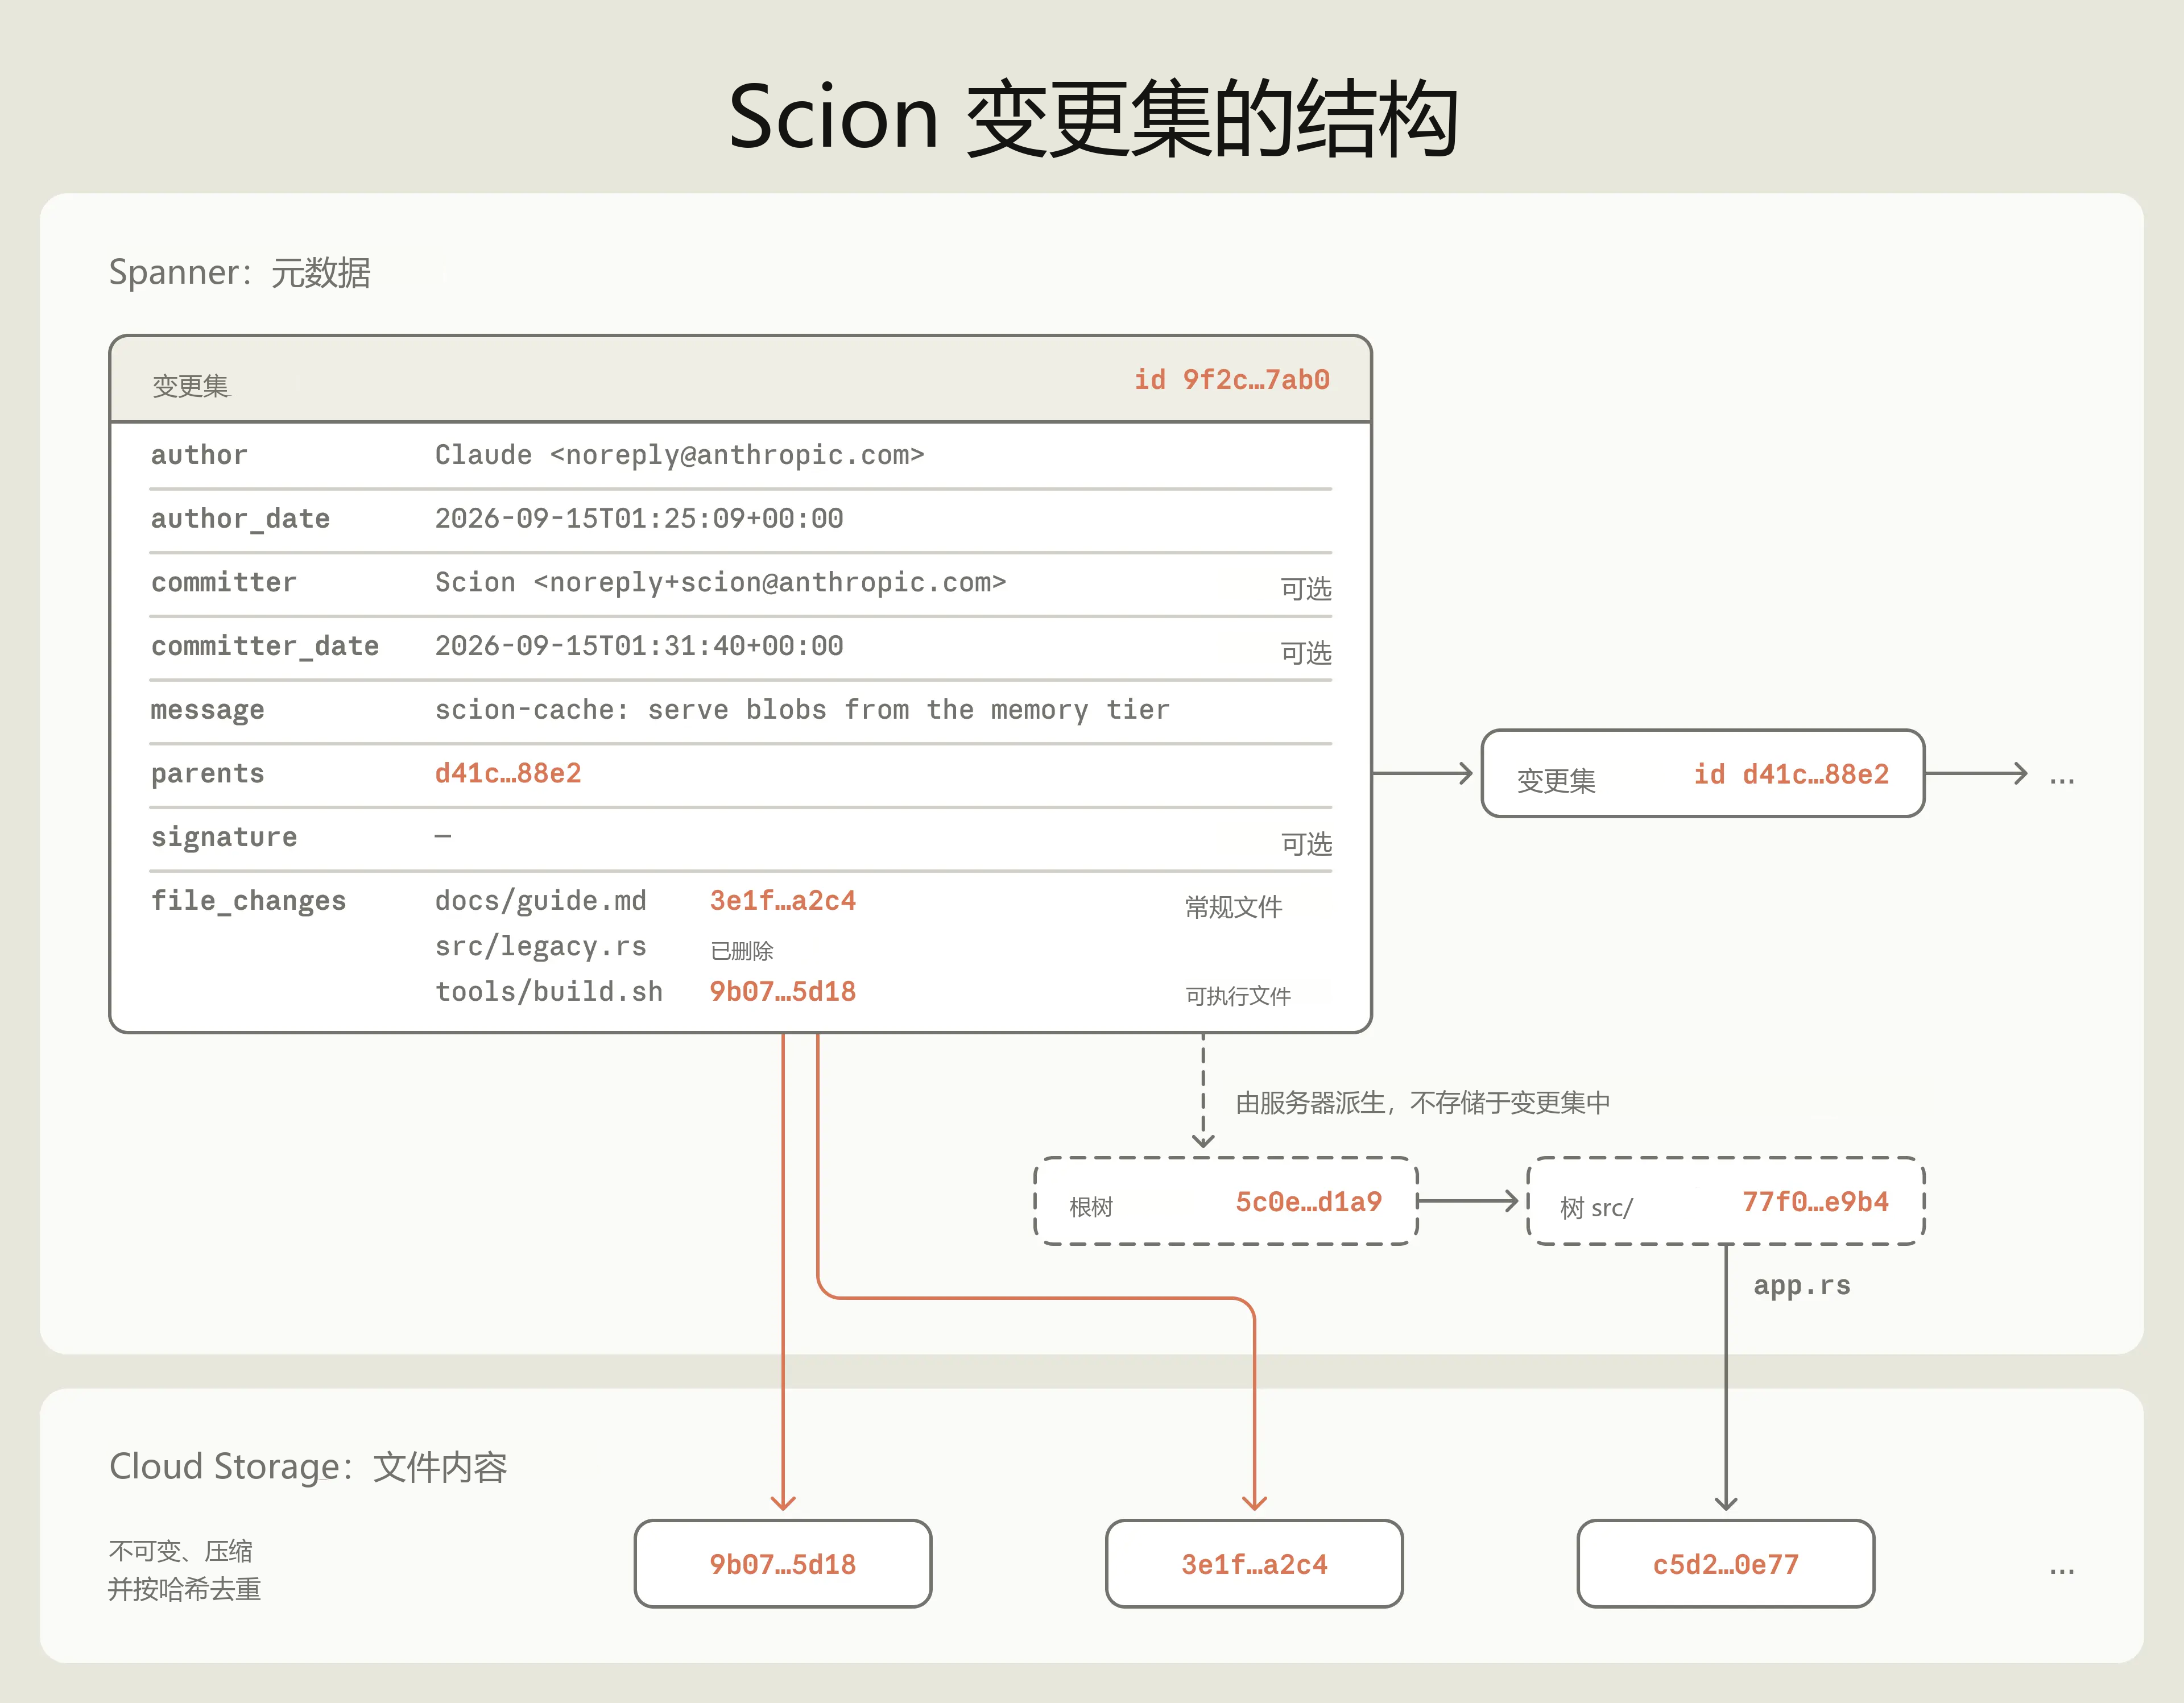 Scion 变更集的结构
Spanner：元数据
变更集 id 9f2c…7ab0
author Claude <noreply@anthropic.com>
author_date 2026-09-15T01:25:09+00:00
committer Scion <noreply+scion@anthropic.com> 可选
committer_date 2026-09-15T01:31:40+00:00 可选
message scion-cache: serve blobs from the memory tier
parents d41c…88e2
变更集 id d41c…88e2 …
signature — 可选
file_changes docs/guide.md 3e1f…a2c4 常规文件
src/legacy.rs 已删除
tools/build.sh 9b07…5d18 可执行文件
由服务器派生，不存储于变更集中
根树 5c0e…d1a9
树 src/ 77f0…e9b4
app.rs
Cloud Storage：文件内容
不可变、压缩
并按哈希去重
9b07…5d18
3e1f…a2c4
c5d2…0e77
…